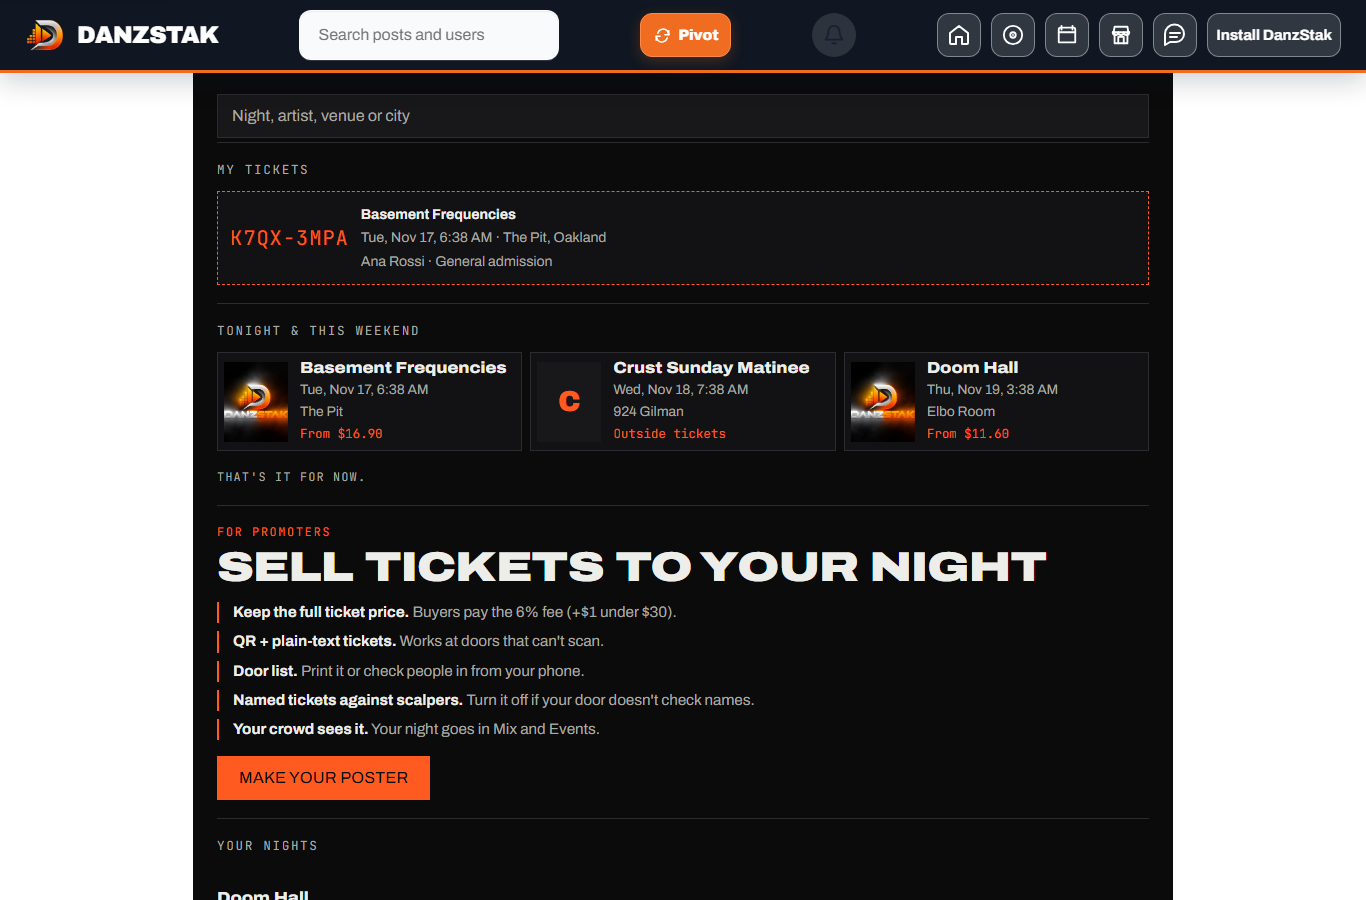 DANZSTAK
Search posts and users
Pivot
Install DanzStak
Night, artist, venue or city
MY TICKETS
K7QX-3MPA
Basement Frequencies
Tue, Nov 17, 6:38 AM · The Pit, Oakland
Ana Rossi · General admission
TONIGHT & THIS WEEKEND
DANZSTAK
Basement Frequencies
Tue, Nov 17, 6:38 AM
The Pit
From $16.90
C
Crust Sunday Matinee
Wed, Nov 18, 7:38 AM
924 Gilman
Outside tickets
DANZSTAK
Doom Hall
Thu, Nov 19, 3:38 AM
Elbo Room
From $11.60
THAT'S IT FOR NOW.
FOR PROMOTERS
SELL TICKETS TO YOUR NIGHT
Keep the full ticket price. Buyers pay the 6% fee (+$1 under $30).
QR + plain-text tickets. Works at doors that can't scan.
Door list. Print it or check people in from your phone.
Named tickets against scalpers. Turn it off if your door doesn't check names.
Your crowd sees it. Your night goes in Mix and Events.
MAKE YOUR POSTER
YOUR NIGHTS
Doom Hall